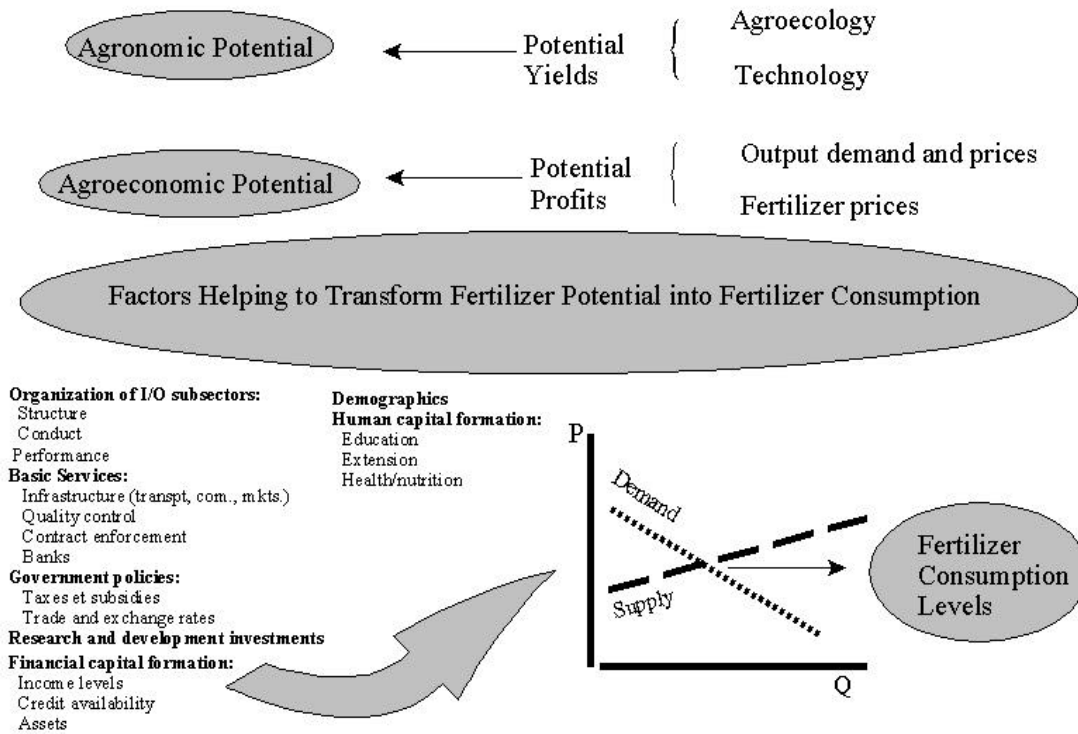 Agronomic Potential
Potential
Yields
Agroecology
Technology
Agroeconomic Potential
Potential
Profits
Output demand and prices
Fertilizer prices
Factors Helping to Transform Fertilizer Potential into Fertilizer Consumption
Organization of I/O subsectors:
Structure
Conduct
Performance
Basic Services:
Infrastructure (transpt, com., mkts.)
Quality control
Contract enforcement
Banks
Government policies:
Taxes et subsidies
Trade and exchange rates
Research and development investments
Financial capital formation:
Income levels
Credit availability
Assets
Demographics
Human capital formation:
Education
Extension
Health/nutrition
P
Demand
Supply
Q
Fertilizer
Consumption
Levels